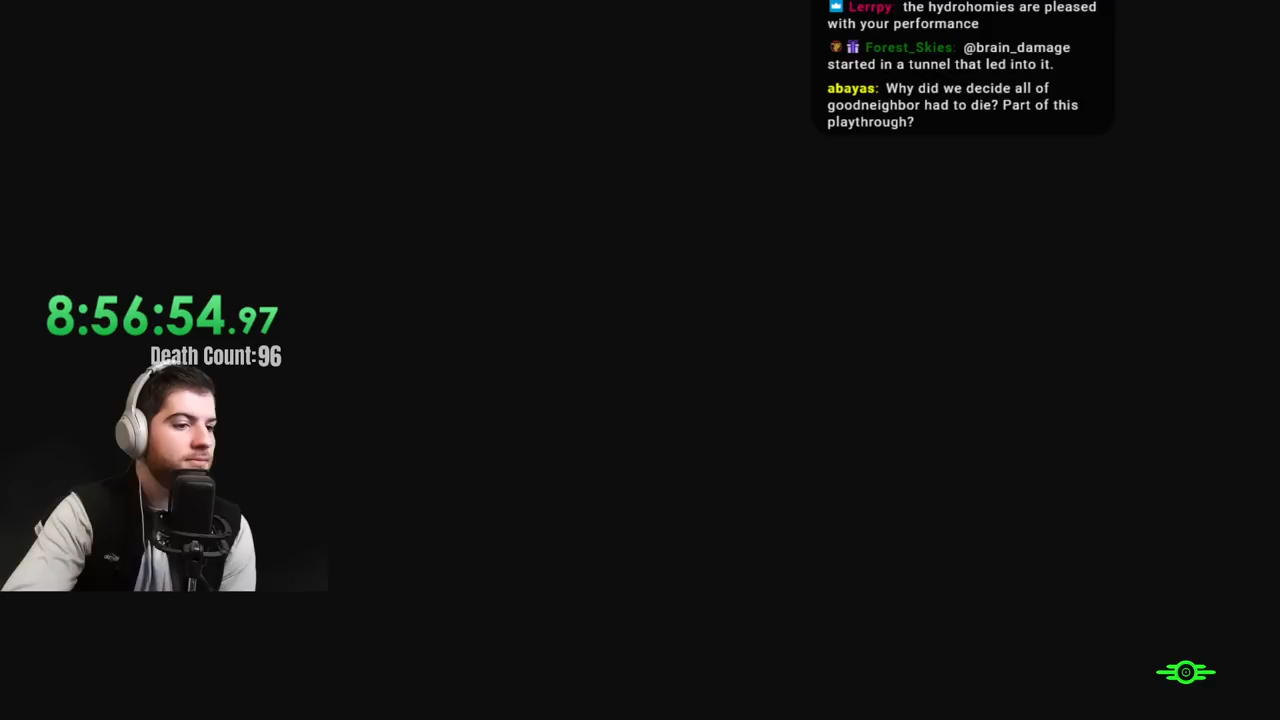 Lerrpy the hydrohomies are pleased
with your performance
Forest_Skies: @brain_damage
started in a tunnel that led into it.
abayas: Why did we decide all of
goodneighbor had to die? Part of this
playthrough?
8:56:54.97
Death Count:96